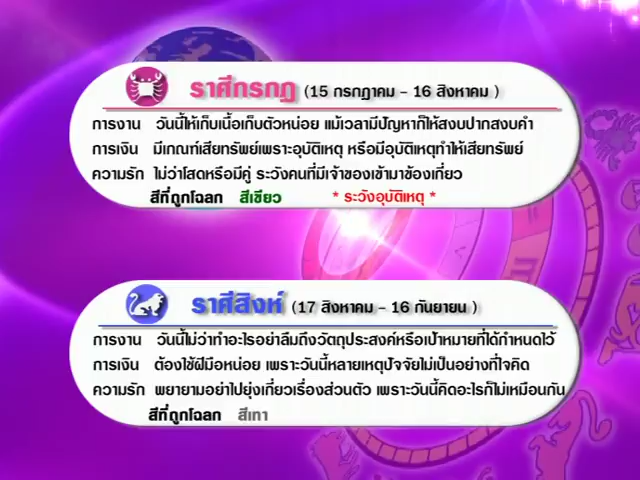 ราศีกรกฎ (15 กรกฎาคม - 16 สิงหาคม )
การงาน วันนี้ให้เก็บเนื้อเก็บตัวหน่อย แม้เวลามีปัญหาก็ให้สงบปากสงบคำ
การเงิน มีเกณฑ์เสียทรัพย์เพราะอุบัติเหตุ หรือมีอุบัติเหตุทำให้เสียทรัพย์
ความรัก ไม่ว่าโสดหรือมีคู่ ระวังคนที่มีเจ้าของเข้ามาข้องเกี่ยว
สีที่ถูกโฉลก สีเขียว * ระวังอุบัติเหตุ *
ราศีสิงห์ (17 สิงหาคม - 16 กันยายน )
การงาน วันนี้ไม่ว่าทำอะไรอย่าลืมถึงวัตถุประสงค์หรือเป้าหมายที่ได้กำหนดไว้
การเงิน ต้องใช้ฝีมือหน่อย เพราะวันนี้หลายเหตุปัจจัยไม่เป็นอย่างที่ใจคิด
ความรัก พยายามอย่าไปยุ่งเกี่ยวเรื่องส่วนตัว เพราะวันนี้คิดอะไรก็ไม่เหมือนกัน
สีที่ถูกโฉลก สีเทา